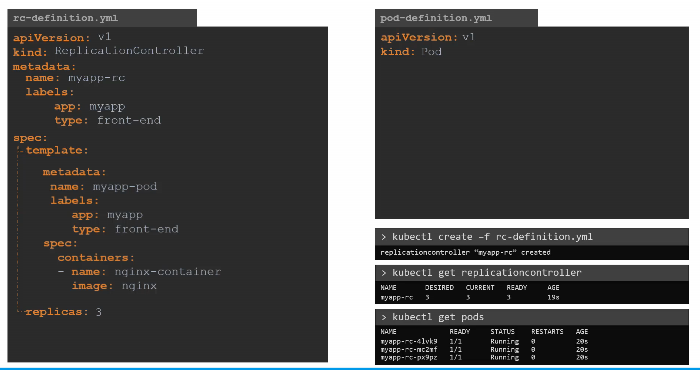 rc-definition.yml
apiVersion: v1
kind: ReplicationController
metadata:
name: myapp-rc
labels:
app: myapp
type: front-end
spec:
template:
metadata:
name: myapp-pod
labels:
app: myapp
type: front-end
spec:
containers:
- name: nginx-container
image: nginx
replicas: 3
pod-definition.yml
apiVersion: v1
kind: Pod
> kubectl create -f rc-definition.yml
replicationcontroller "myapp-rc" created
> kubectl get replicationcontroller
NAME DESIRED CURRENT READY AGE
myapp-rc 3 3 3 19s
> kubectl get pods
NAME READY STATUS RESTARTS AGE
myapp-rc-4lvk9 1/1 Running 0 20s
myapp-rc-mc2mf 1/1 Running 0 20s
myapp-rc-px9pz 1/1 Running 0 20s